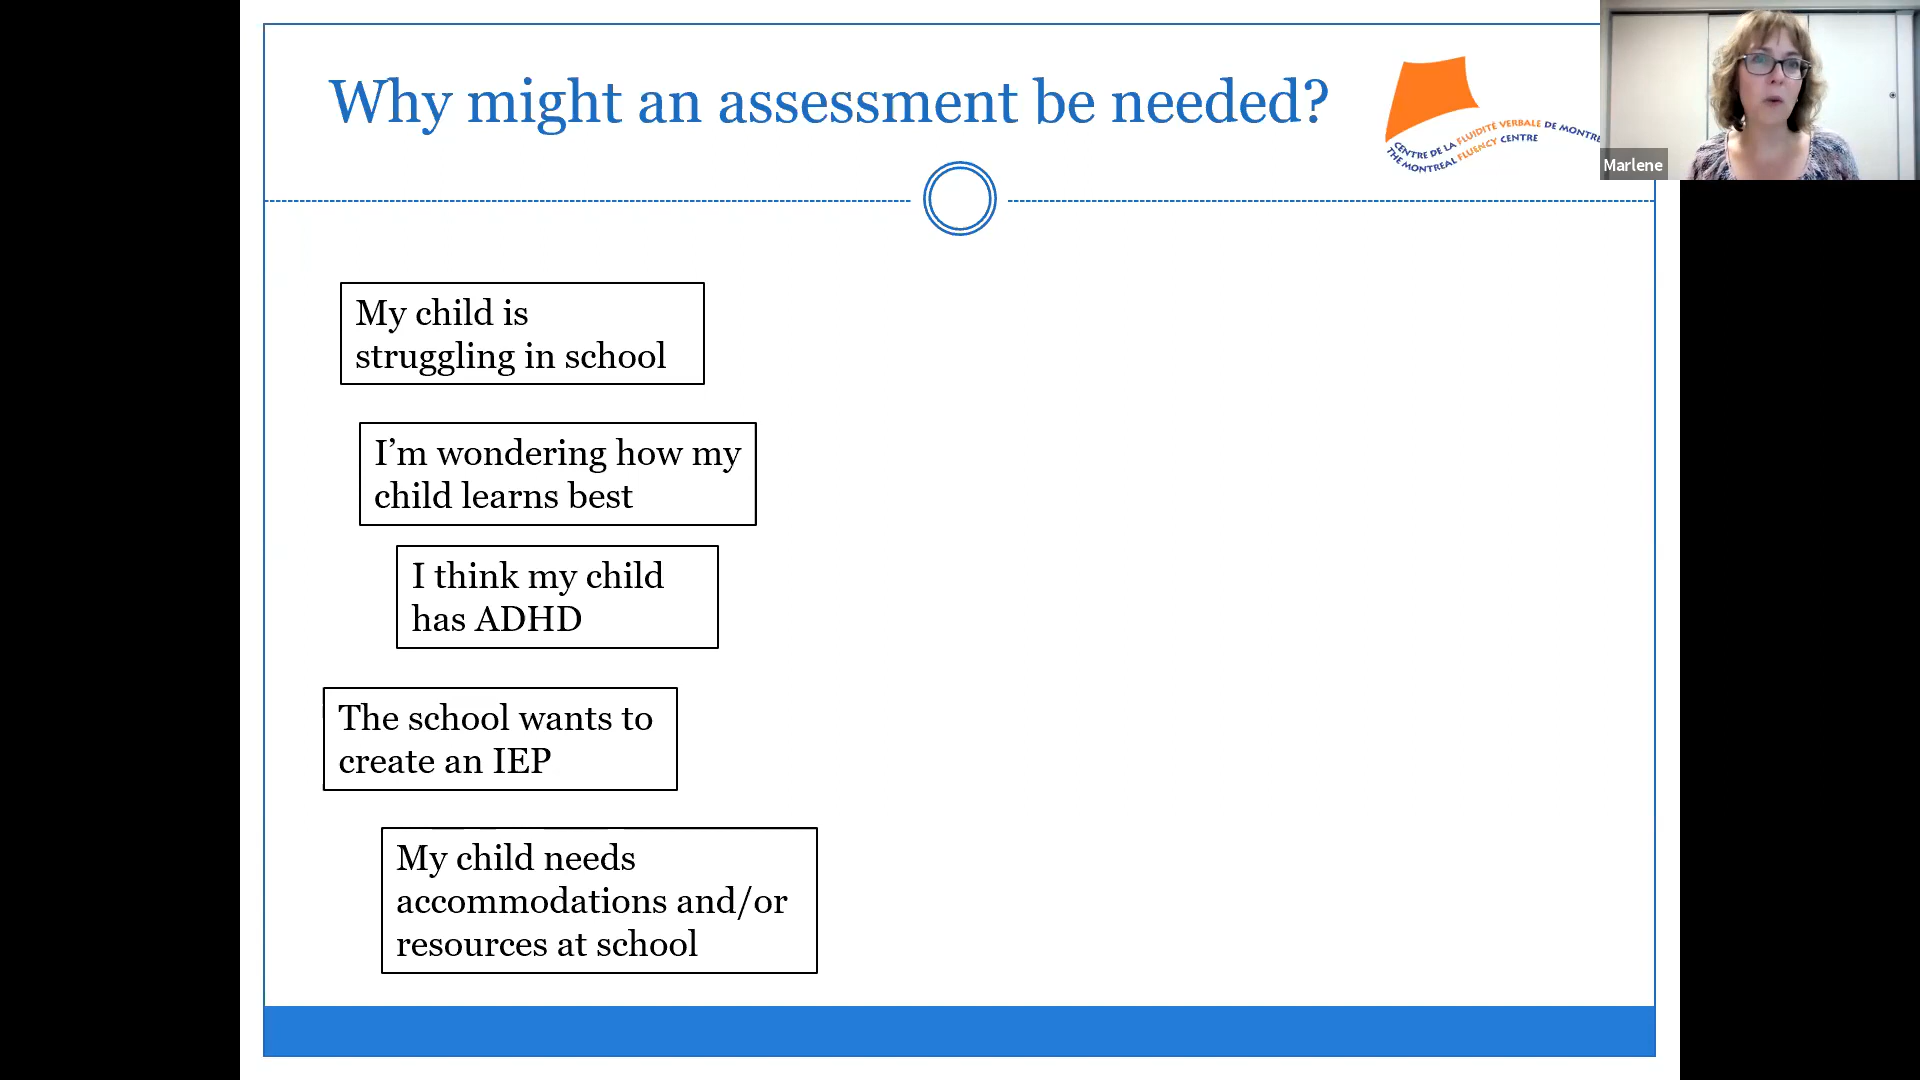 Why might an assessment be needed?
CENTRE DE LA FLUIDITÉ VERBALE DE
THE MONTREAL FLUENCY CENTRE
Marlene
My child is
struggling in school
I’m wondering how my
child learns best
I think my child
has ADHD
The school wants to
create an IEP
My child needs
accommodations and/or
resources at school